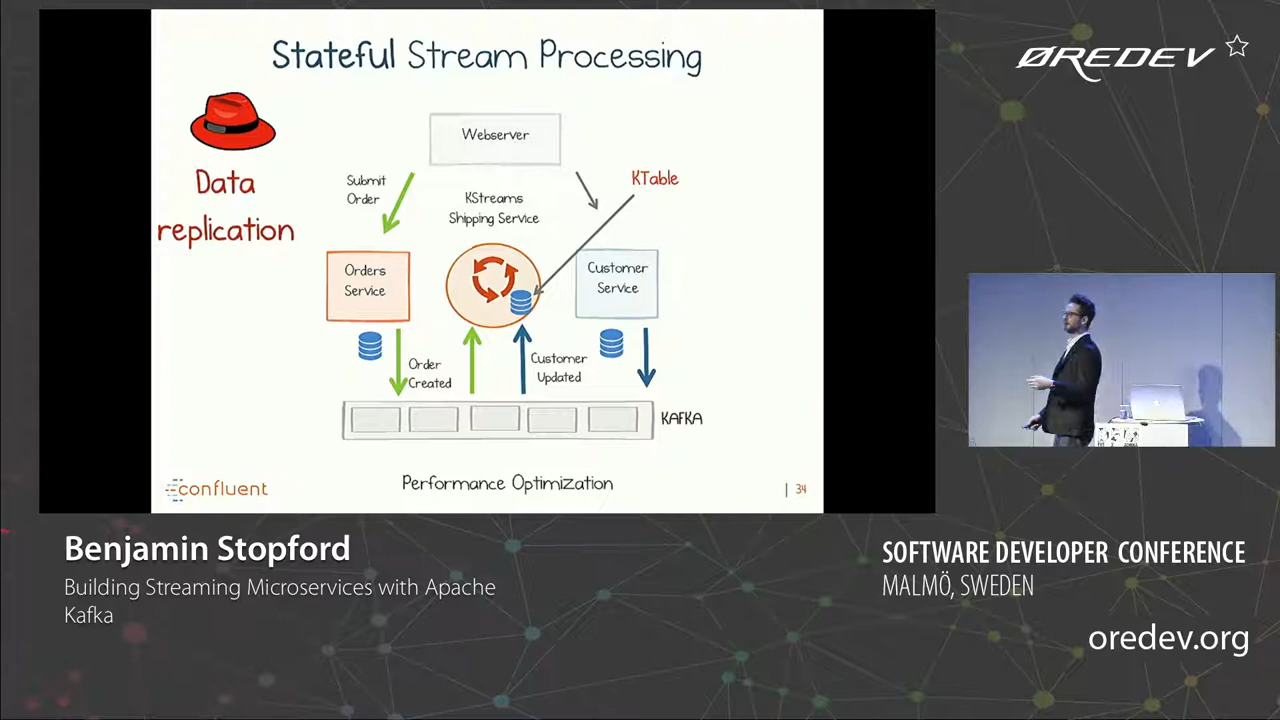 Stateful Stream Processing
Data
replication
Webserver
Submit
Order
KStreams
Shipping Service
KTable
Orders
Service
Customer
Service
Order
Created
Customer
Updated
KAFKA
Performance Optimization
confluent
| 34
ØREDEV
Benjamin Stopford
Building Streaming Microservices with Apache
Kafka
SOFTWARE DEVELOPER CONFERENCE
MALMÖ, SWEDEN
oredev.org